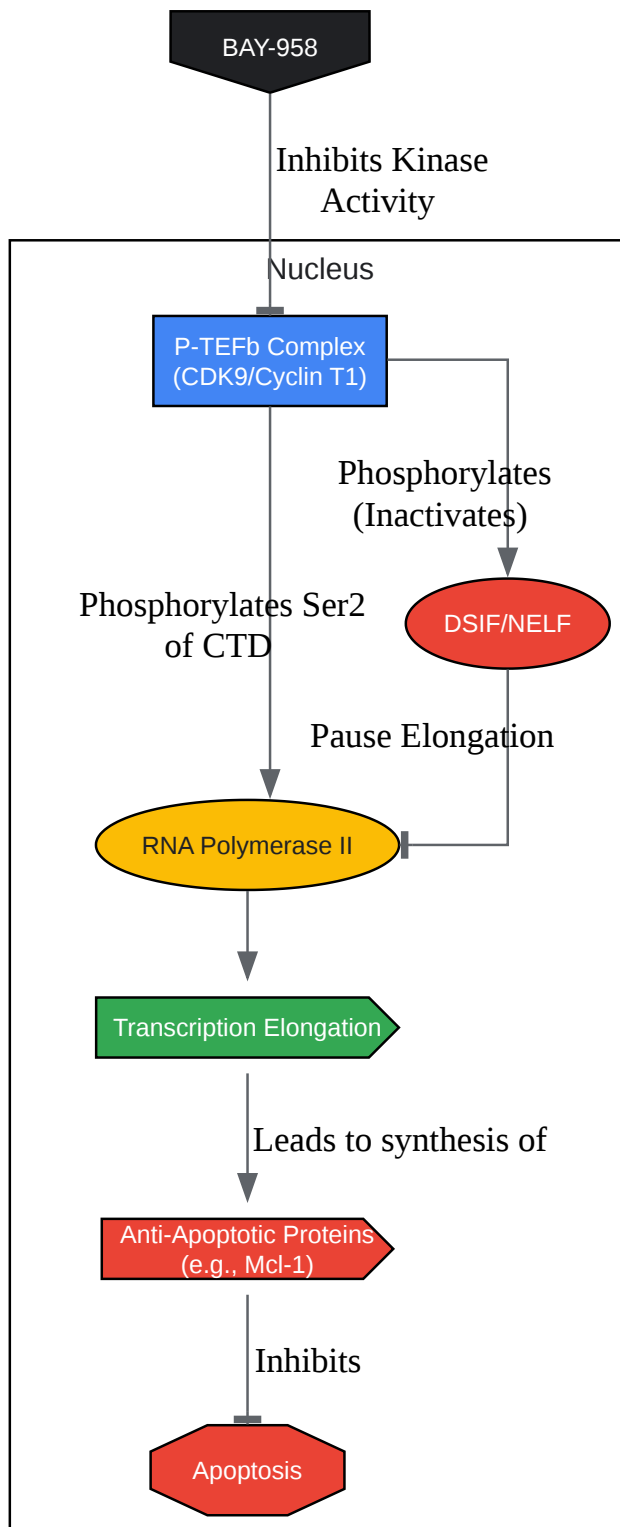 BAY-958
Inhibits Kinase
Activity
Nucleus
P-TEFb Complex
(CDK9/Cyclin T1)
Phosphorylates
(Inactivates)
Phosphorylates Ser2
of CTD
DSIF/NELF
Pause Elongation
RNA Polymerase II
Transcription Elongation
Leads to synthesis of
Anti-Apoptotic Proteins
(e.g., Mcl-1)
Inhibits
Apoptosis